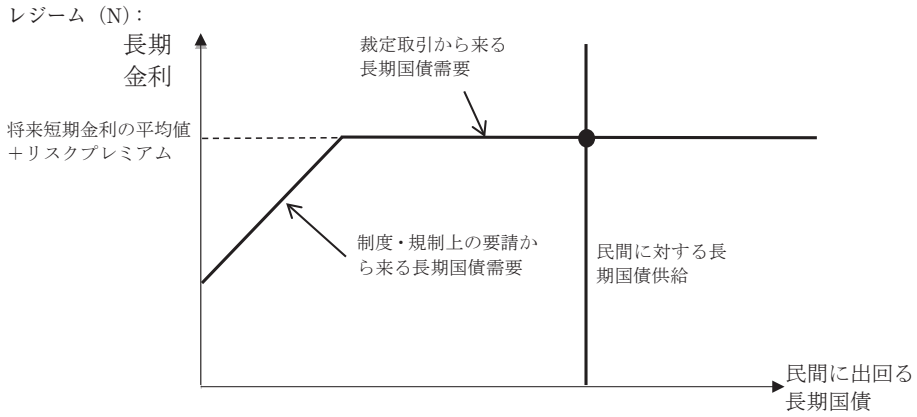 レジーム（N）：
長期
金利
裁定取引から来る
長期国債需要
将来短期金利の平均値
＋リスクプレミアム
制度・規制上の要請か
ら来る長期国債需要
民間に対する長
期国債供給
民間に出回る
長期国債